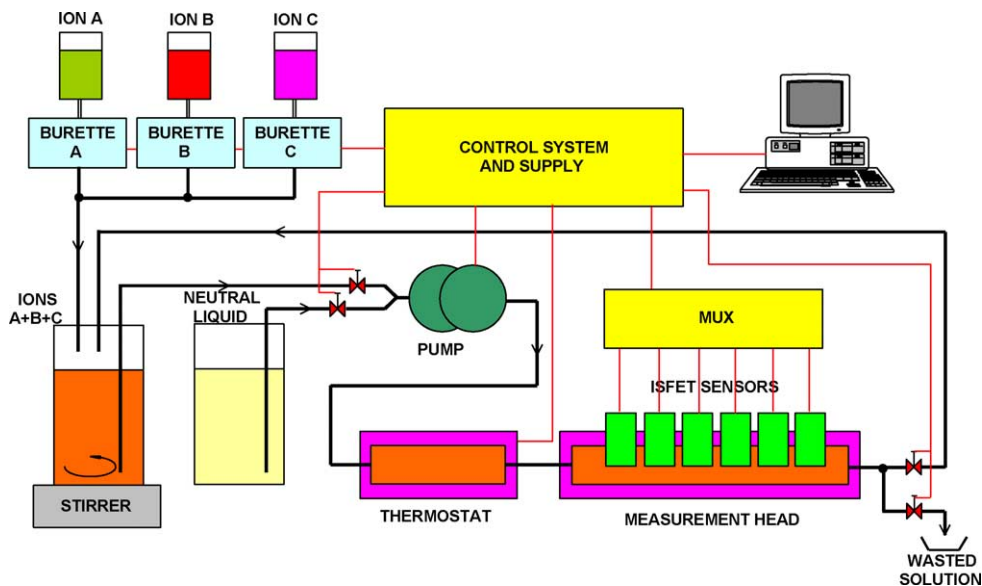 ION A
ION B
ION C
BURETTE
A
BURETTE
B
BURETTE
C
CONTROL SYSTEM
AND SUPPLY
IONS
A+B+C
NEUTRAL
LIQUID
PUMP
MUX
ISFET SENSORS
STIRRER
THERMOSTAT
MEASUREMENT HEAD
WASTED
SOLUTION